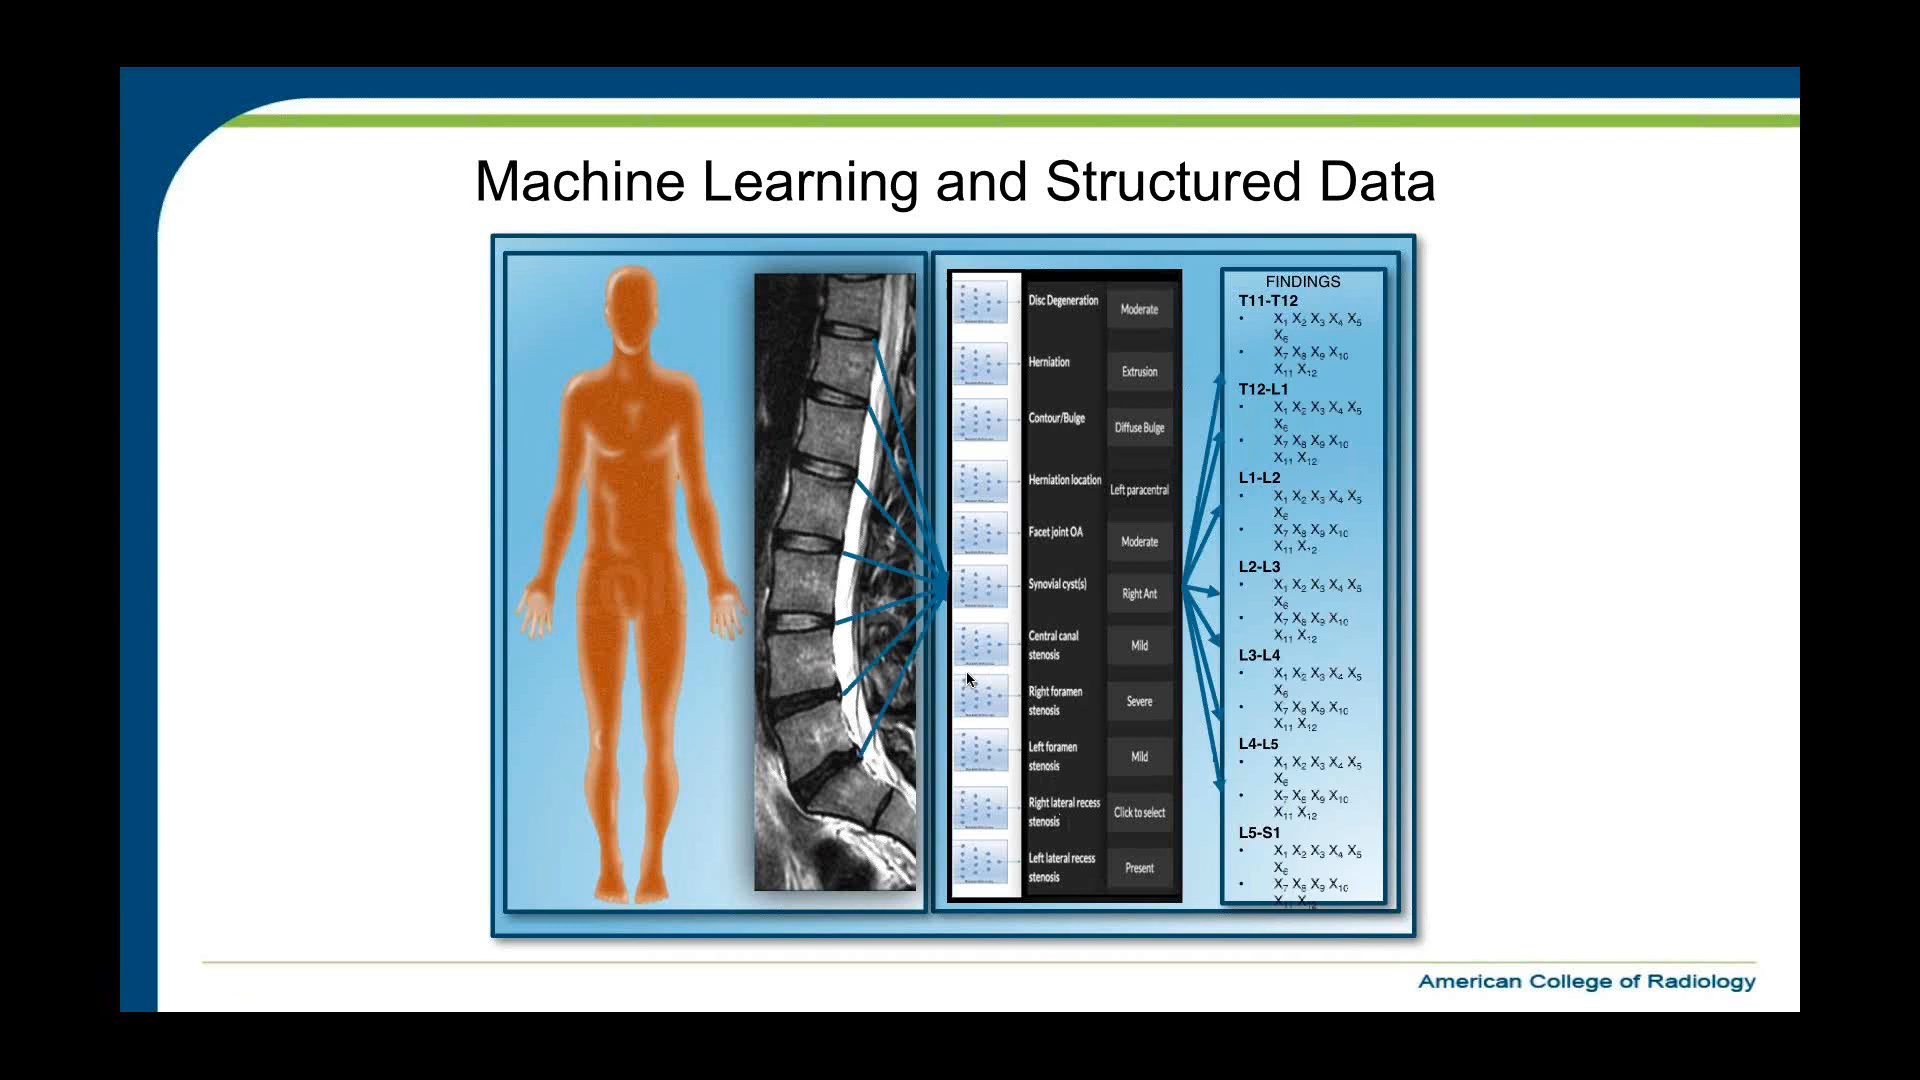 Machine Learning and Structured Data
Disc Degeneration
Moderate
Herniation
Extrusion
Contour/Bulge
Diffuse Bulge
Herniation location
Left paracentral
Facet joint OA
Moderate
Synovial cyst(s)
Right Ant
Central canal
stenosis
Mild
Right foramen
stenosis
Severe
Left foramen
stenosis
Mild
Right lateral recess
stenosis
Click to select
Left lateral recess
stenosis
Present
FINDINGS
T11-T12
• X₁ X₂ X₃ X₄ X₅
X₆
• X₇ X₈ X₉ X₁₀
X₁₁ X₁₂
T12-L1
• X₁ X₂ X₃ X₄ X₅
X₆
• X₇ X₈ X₉ X₁₀
X₁₁ X₁₂
L1-L2
• X₁ X₂ X₃ X₄ X₅
X₆
• X₇ X₈ X₉ X₁₀
X₁₁ X₁₂
L2-L3
• X₁ X₂ X₃ X₄ X₅
X₆
• X₇ X₈ X₉ X₁₀
X₁₁ X₁₂
L3-L4
• X₁ X₂ X₃ X₄ X₅
X₆
• X₇ X₈ X₉ X₁₀
X₁₁ X₁₂
L4-L5
• X₁ X₂ X₃ X₄ X₅
X₆
• X₇ X₈ X₉ X₁₀
X₁₁ X₁₂
L5-S1
• X₁ X₂ X₃ X₄ X₅
X₆
• X₇ X₈ X₉ X₁₀
X₁₁ X₁₂
American College of Radiology